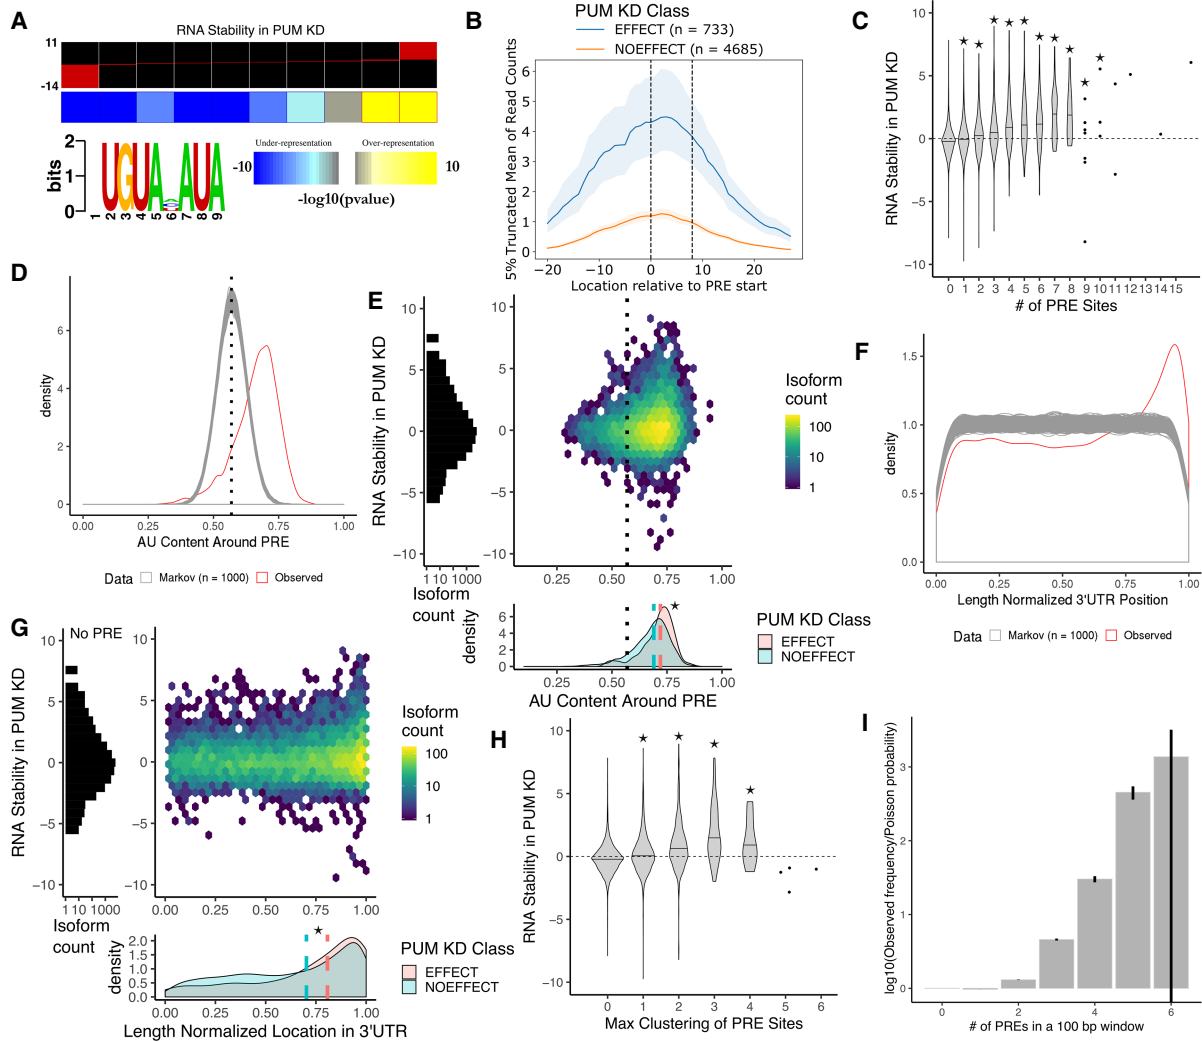 A
RNA Stability in PUM KD
11
-14
2
1
0
bits
UGUA AUA
1 2 3 4 5 6 7 8 9
Under-representation
Over-representation
-10
10
-log10(pvalue)
B
PUM KD Class
EFFECT (n = 733)
NOEFFECT (n = 4685)
5% Truncated Mean of Read Counts
6
5
4
3
2
1
0
−20 −10 0 10 20
Location relative to PRE start
C
RNA Stability in PUM KD
10
5
0
−5
−10
0 1 2 3 4 5 6 7 8 9 10 11 12 13 14 15
# of PRE Sites
D
density
6
4
2
0
0.00 0.25 0.50 0.75 1.00
AU Content Around PRE
Data Markov (n = 1000) Observed
E
RNA Stability in PUM KD
10
5
0
−5
−10
1 10 1000
Isoform
count
10
5
0
−5
−10
0.25 0.50 0.75 1.00
Isoform
count
100
10
1
density
6
4
2
0
0.25 0.50 0.75 1.00
AU Content Around PRE
PUM KD Class
EFFECT
NOEFFECT
F
density
1.5
1.0
0.5
0.0
0.00 0.25 0.50 0.75 1.00
Length Normalized 3'UTR Position
Data Markov (n = 1000) Observed
G
No PRE
RNA Stability in PUM KD
10
5
0
−5
−10
1 10 1000
Isoform
count
10
5
0
−5
−10
0.00 0.25 0.50 0.75 1.00
Isoform
count
100
10
1
density
2.0
1.5
1.0
0.5
0.0
0.00 0.25 0.50 0.75 1.00
Length Normalized Location in 3'UTR
PUM KD Class
EFFECT
NOEFFECT
H
RNA Stability in PUM KD
10
5
0
−5
−10
0 1 2 3 4 5 6
Max Clustering of PRE Sites
I
log10(Observed frequency/Poisson probability)
3
2
1
0
0 2 4 6
# of PREs in a 100 bp window